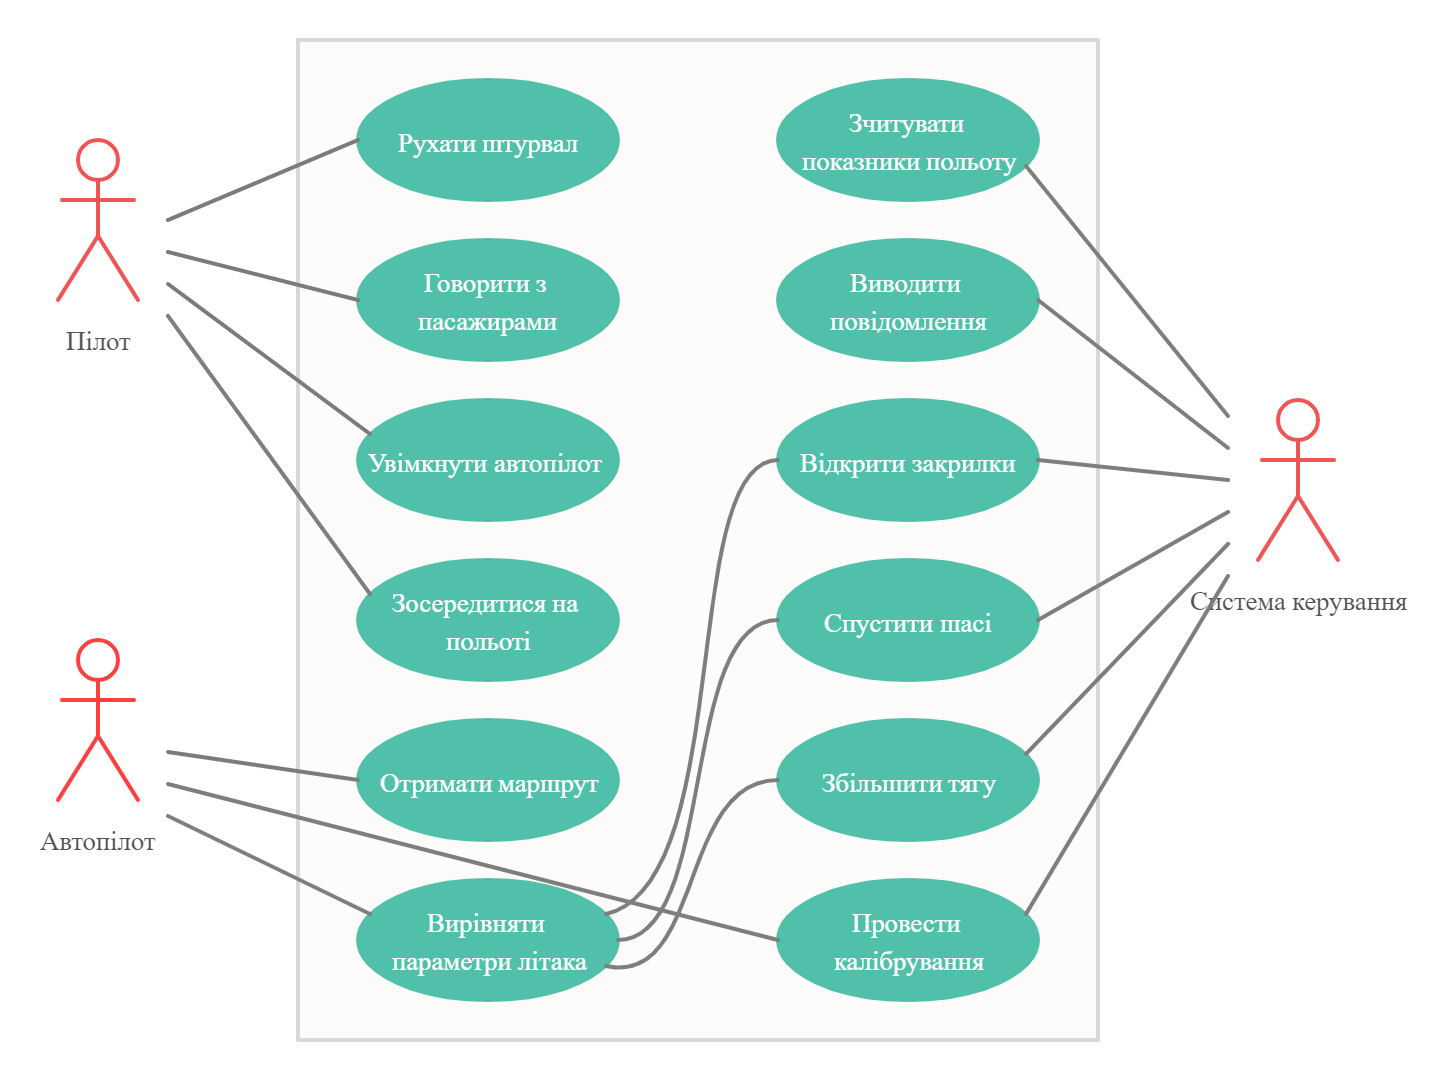 Рухати штурвал
Зчитувати
показники польоту
Пілот
Говорити з
пасажирами
Виводити
повідомлення
Увімкнути автопілот
Відкрити закрилки
Зосередитися на
польоті
Спустити шасі
Система керування
Автопілот
Отримати маршрут
Збільшити тягу
Вирівняти
параметри літака
Провести
калібрування